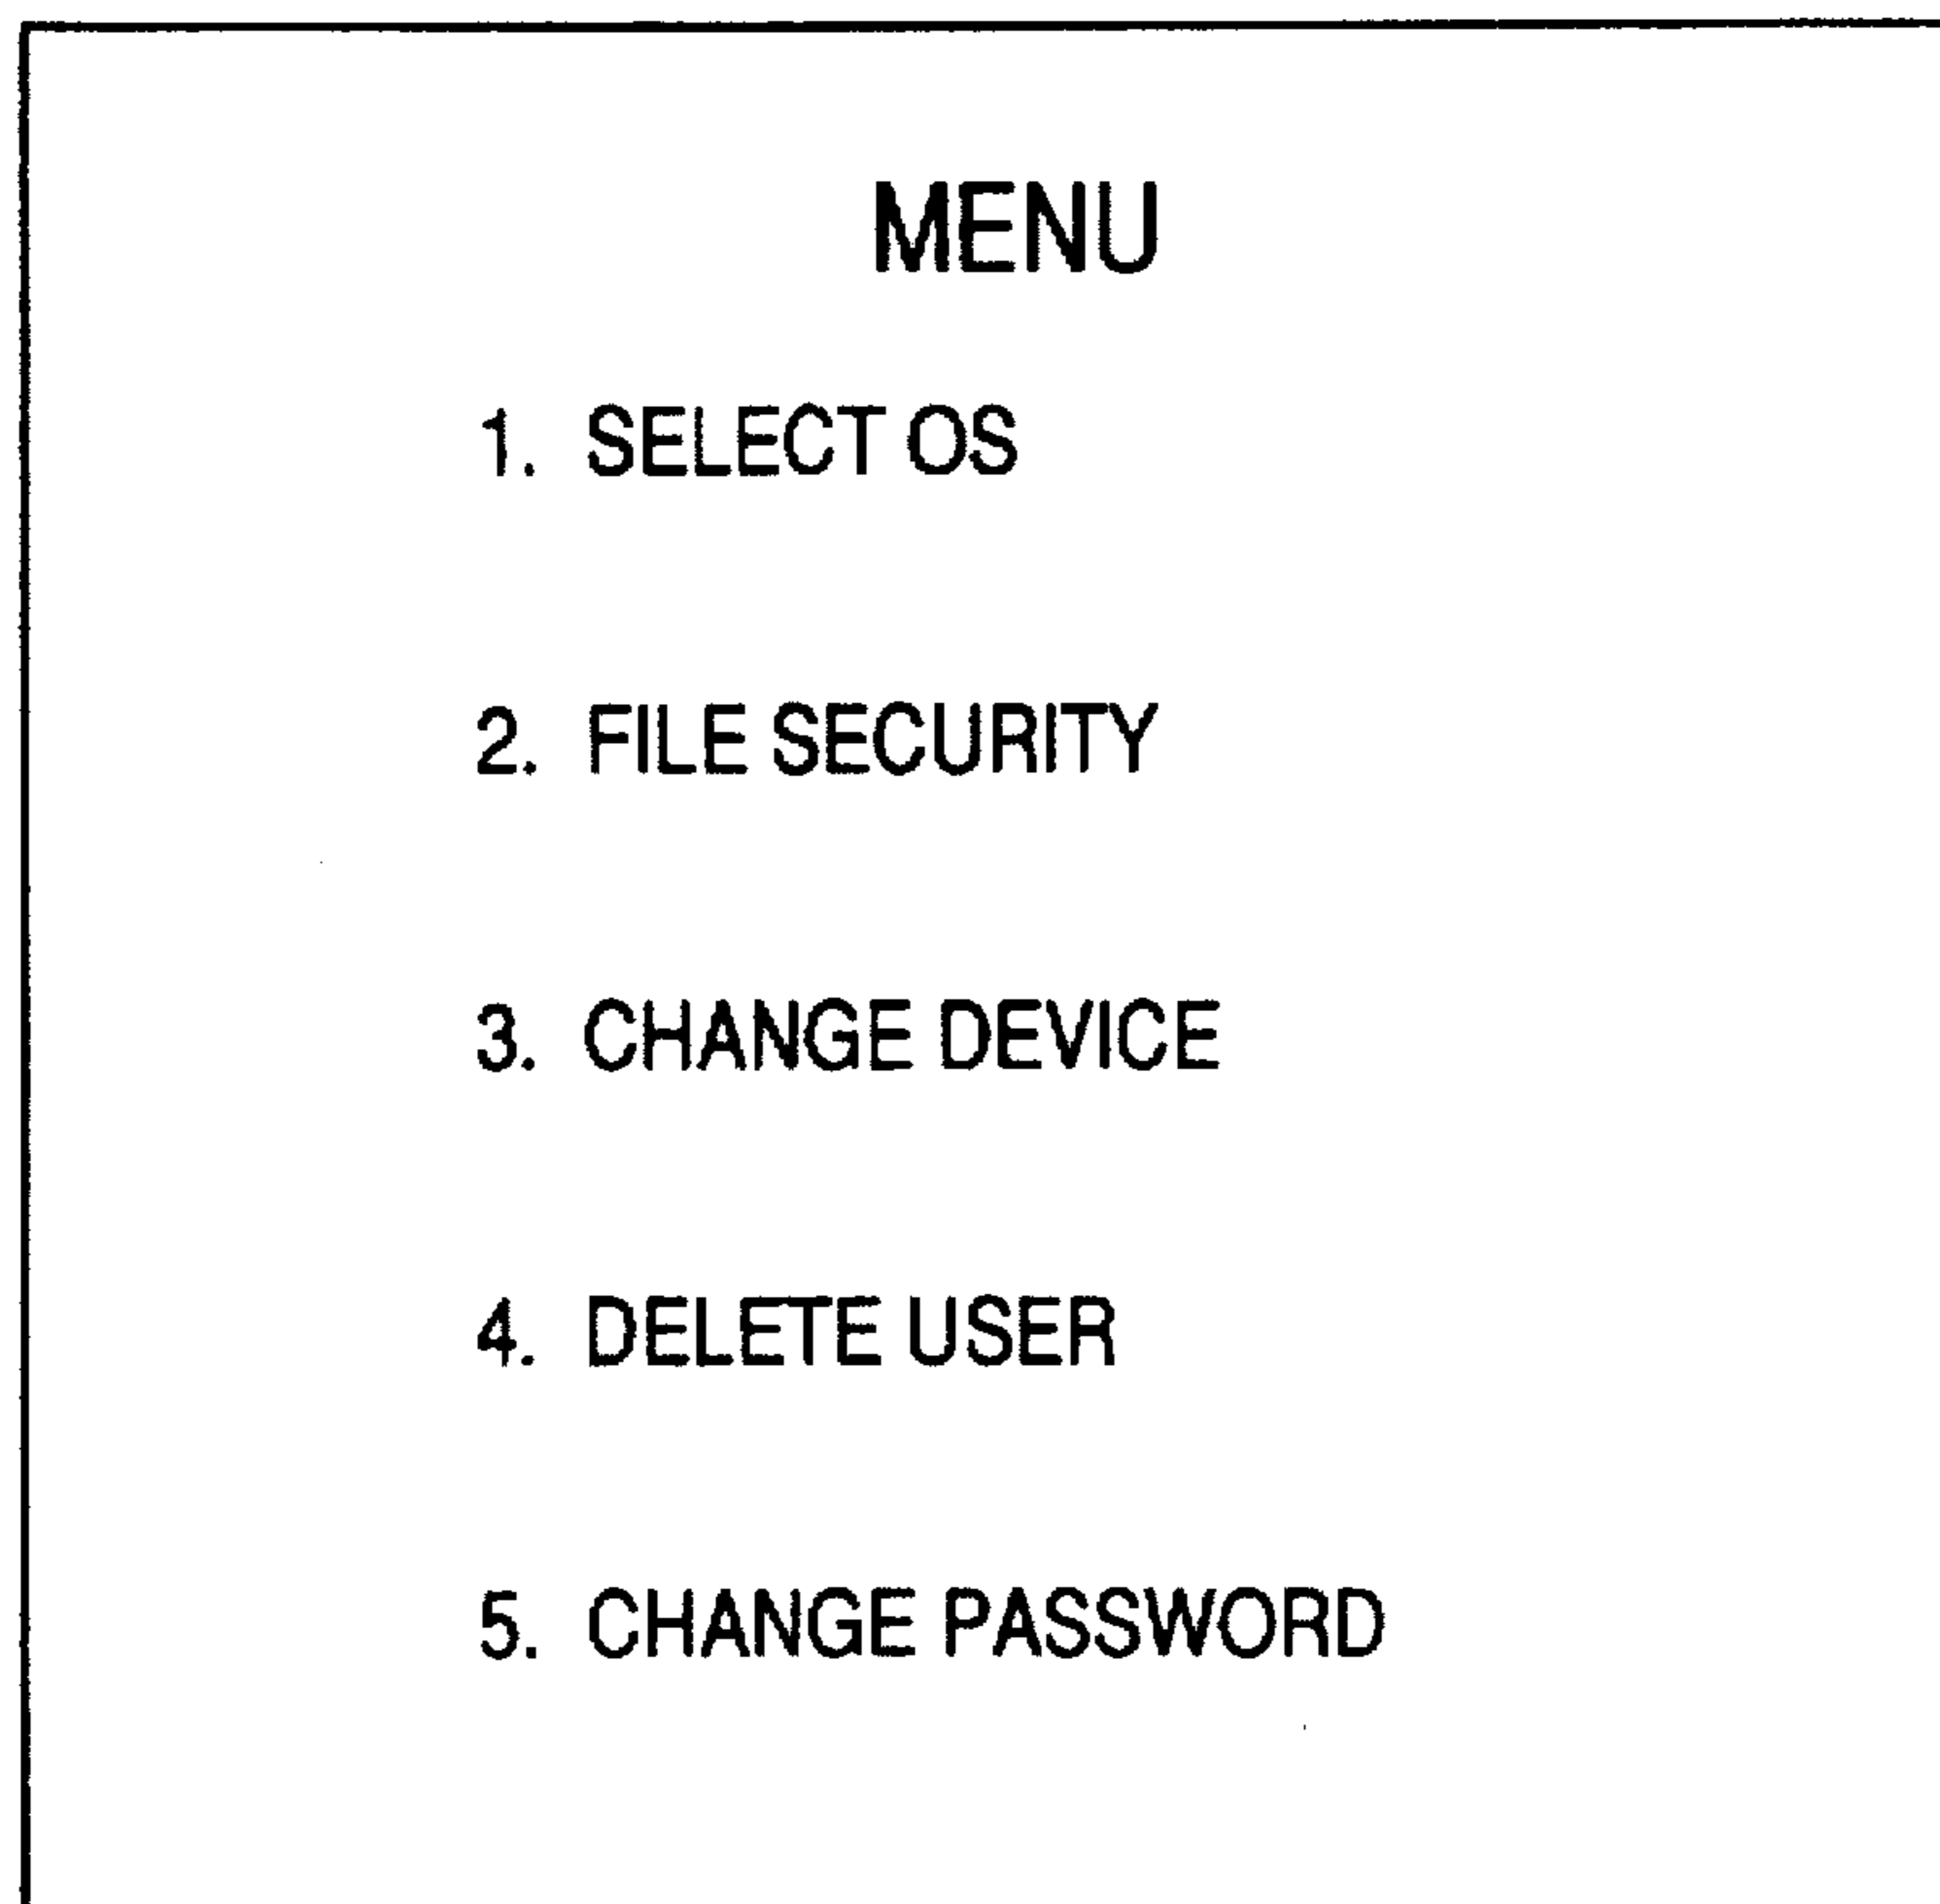 MENU
1. SELECT OS
2. FILE SECURITY
3. CHANGE DEVICE
4. DELETE USER
5. CHANGE PASSWORD